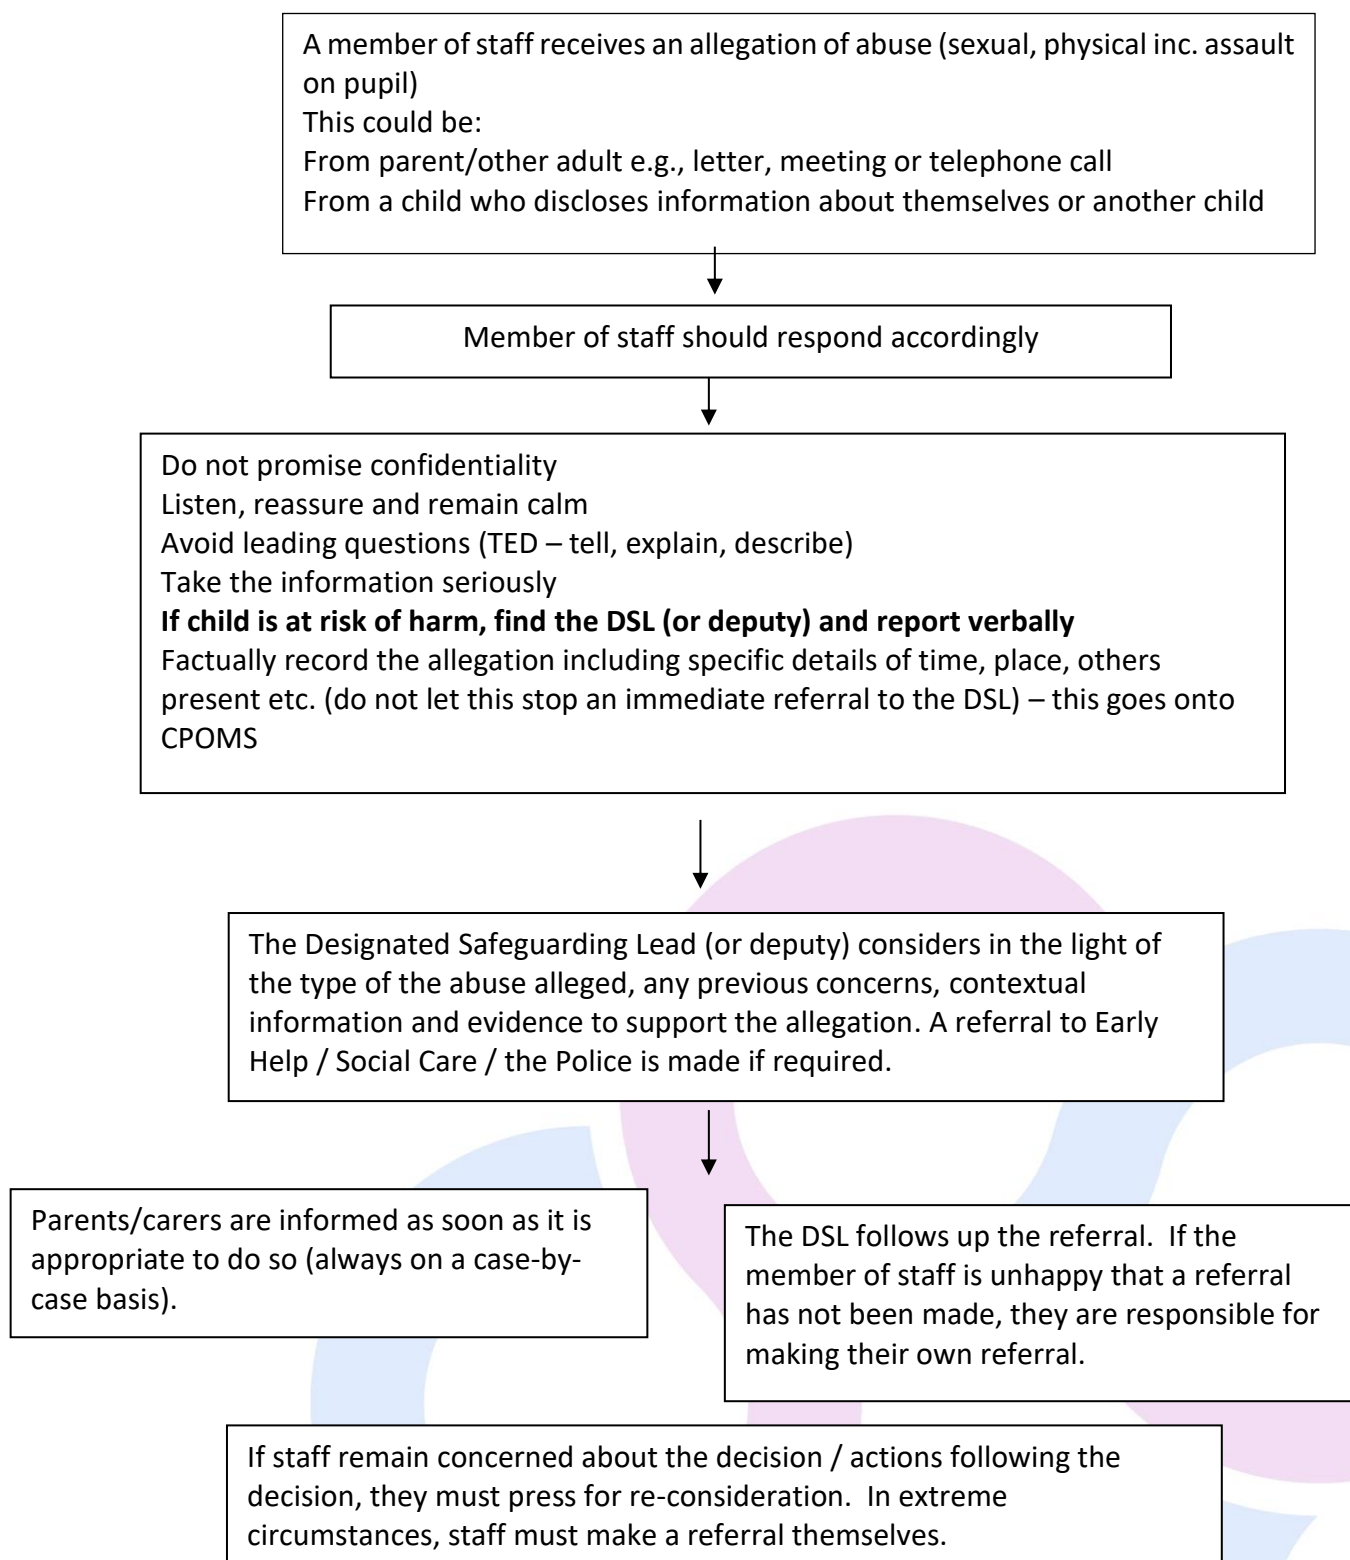 A member of staff receives an allegation of abuse (sexual, physical inc. assault
on pupil)
This could be:
From parent/other adult e.g., letter, meeting or telephone call
From a child who discloses information about themselves or another child
Member of staff should respond accordingly
Do not promise confidentiality
Listen, reassure and remain calm
Avoid leading questions (TED – tell, explain, describe)
Take the information seriously
If child is at risk of harm, find the DSL (or deputy) and report verbally
Factually record the allegation including specific details of time, place, others
present etc. (do not let this stop an immediate referral to the DSL) – this goes onto
CPOMS
The Designated Safeguarding Lead (or deputy) considers in the light of
the type of the abuse alleged, any previous concerns, contextual
information and evidence to support the allegation. A referral to Early
Help / Social Care / the Police is made if required.
Parents/carers are informed as soon as it is
appropriate to do so (always on a case-by-
case basis).
The DSL follows up the referral.  If the
member of staff is unhappy that a referral
has not been made, they are responsible for
making their own referral.
If staff remain concerned about the decision / actions following the
decision, they must press for re-consideration.  In extreme
circumstances, staff must make a referral themselves.